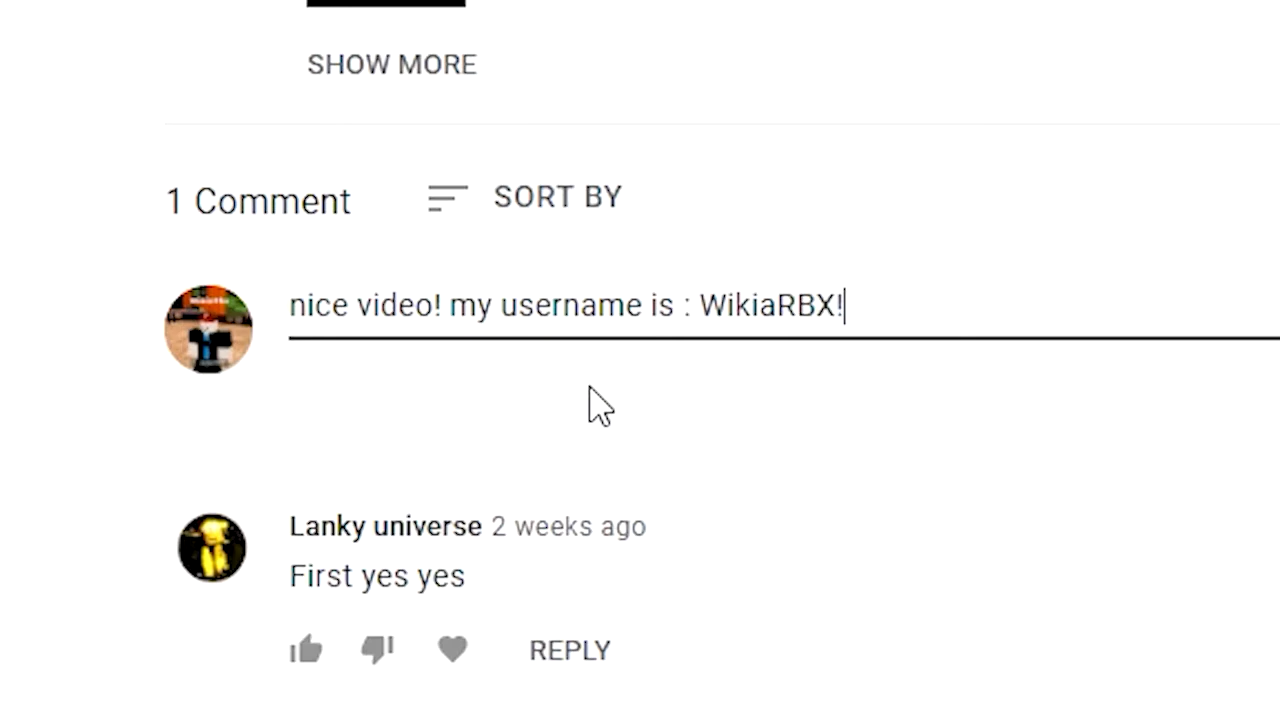 SHOW MORE
1 Comment
SORT BY
nice video! my username is : WikiaRBX!
Lanky universe 2 weeks ago
First yes yes
REPLY